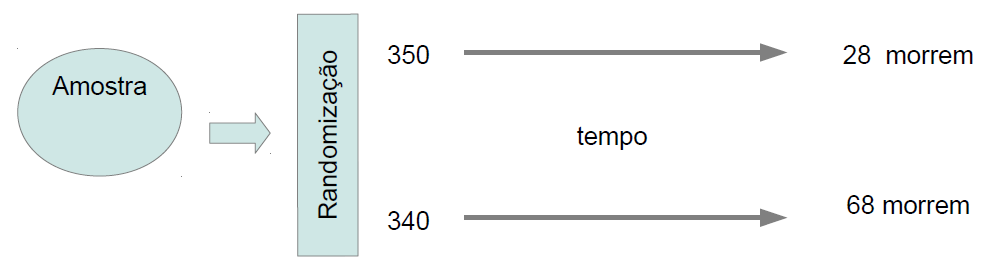 Amostra
Randomização
350
28 morrem
tempo
340
68 morrem